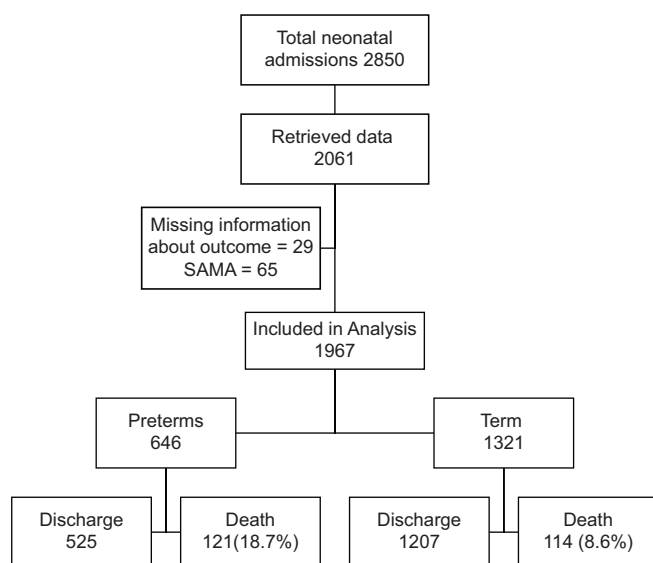 Total neonatal
admissions 2850
Retrieved data
2061
Missing information
about outcome = 29
SAMA = 65
Included in Analysis
1967
Preterms
646
Term
1321
Discharge
525
Death
121(18.7%)
Discharge
1207
Death
114 (8.6%)